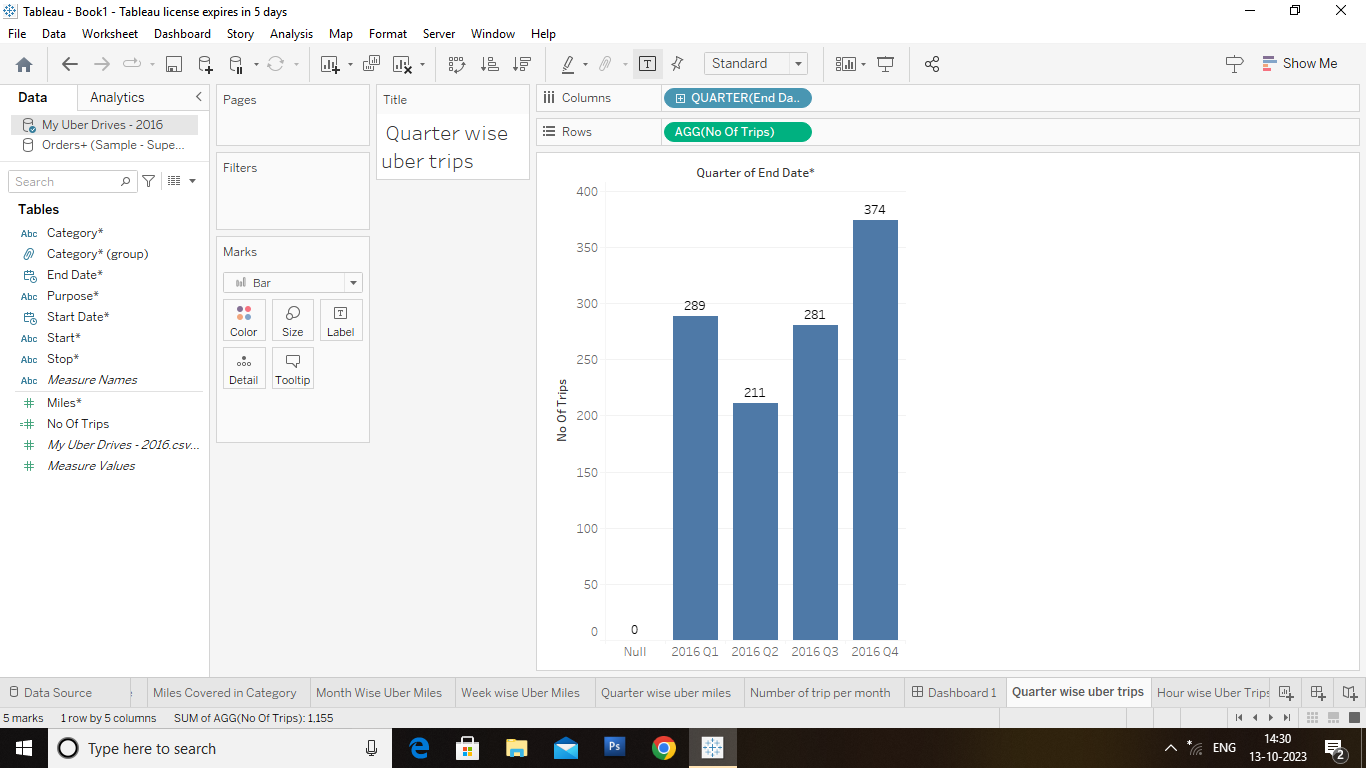 Tableau - Book1 - Tableau license expires in 5 days
File Data Worksheet Dashboard Story Analysis Map Format Server Window Help
Standard
Show Me
Data Analytics
My Uber Drives - 2016
Orders+ (Sample - Supe...
Search
Tables
Abc Category*
Category* (group)
End Date*
Abc Purpose*
Start Date*
Abc Start*
Abc Stop*
Abc Measure Names
Miles*
No Of Trips
My Uber Drives - 2016.csv...
Measure Values
Pages
Filters
Marks
Bar
Color Size Label
Detail Tooltip
Title
Quarter wise
uber trips
Columns QUARTER(End Da..
Rows AGG(No Of Trips)
Quarter of End Date*
No Of Trips
400
350
300
250
200
150
100
50
0
0 289 211 281 374
Null 2016 Q1 2016 Q2 2016 Q3 2016 Q4
Data Source Miles Covered in Category Month Wise Uber Miles Week wise Uber Miles Quarter wise uber miles Number of trip per month Dashboard 1 Quarter wise uber trips Hour wise Uber Trips
5 marks 1 row by 5 columns SUM of AGG(No Of Trips): 1,155
Type here to search
Ps
ENG
14:30
13-10-2023
2